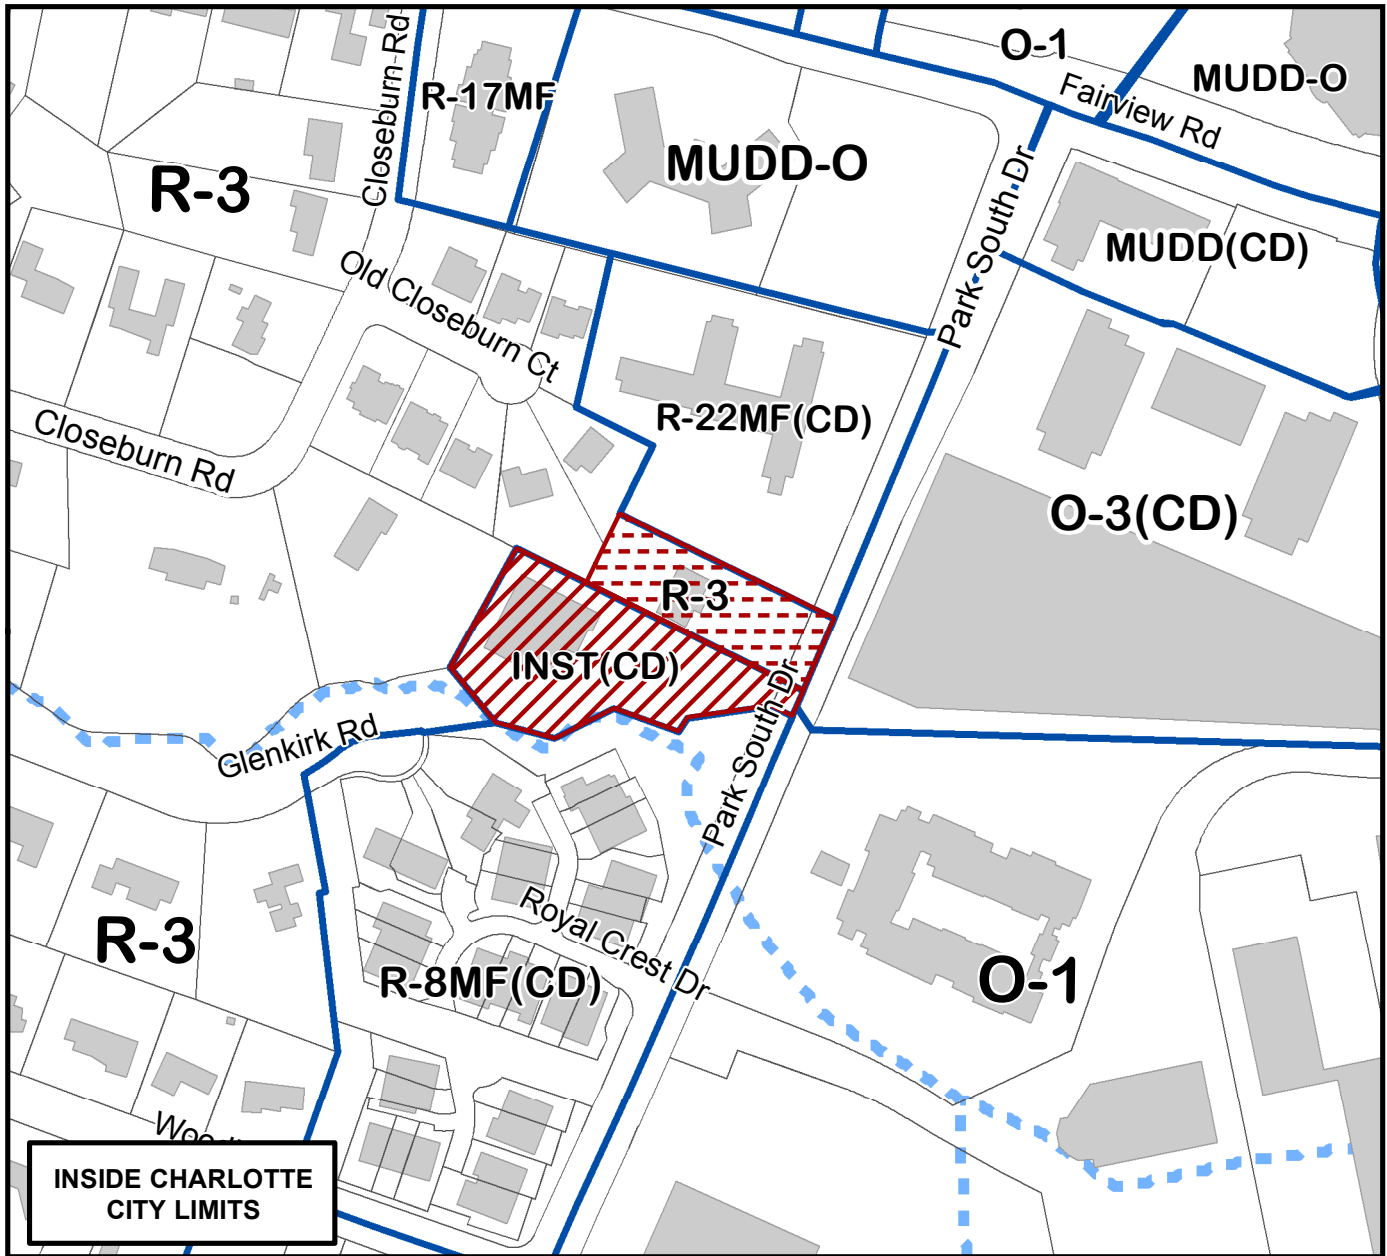 O-1
MUDD-O
Fairview Rd
Closeburn Rd
R-17MF
MUDD-O
R-3
Park South Dr
MUDD(CD)
Old Closeburn Ct
Closeburn Rd
R-22MF(CD)
O-3(CD)
R-3
INST(CD)
Glenkirk Rd
Park South Dr
Royal Crest Dr
R-3
R-8MF(CD)
O-1
INSIDE CHARLOTTE
CITY LIMITS